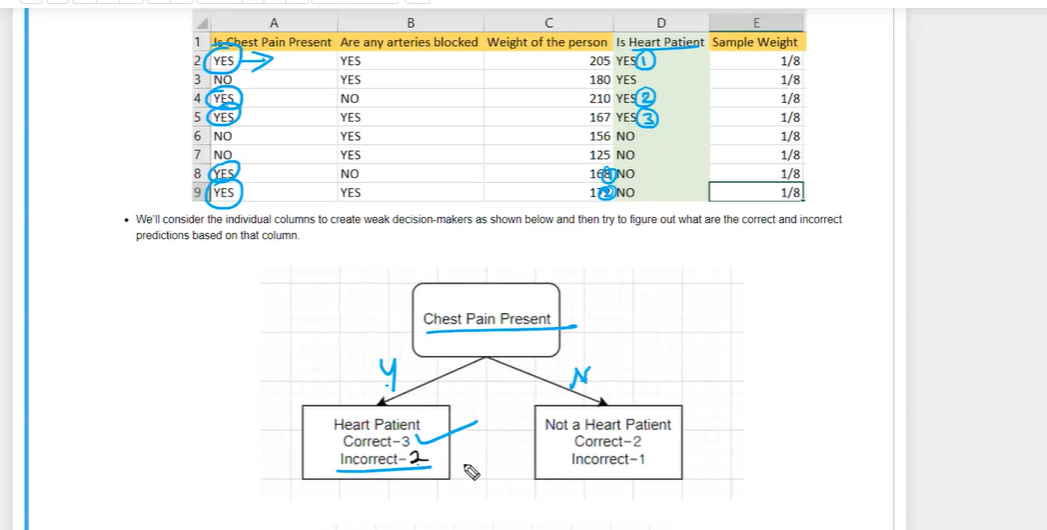 A B C D E
1 Is Chest Pain Present Are any arteries blocked Weight of the person Is Heart Patient Sample Weight
2 YES YES 205 YES 1 1/8
3 NO YES 180 YES 1/8
4 YES NO 210 YES 2 1/8
5 YES YES 167 YES 3 1/8
6 NO YES 156 NO 1/8
7 NO YES 125 NO 1/8
8 YES NO 168 1 NO 1/8
9 YES YES 172 2 NO 1/8
• We'll consider the individual columns to create weak decision-makers as shown below and then try to figure out what are the correct and incorrect
predictions based on that column.
Chest Pain Present
Y N
Heart Patient
Correct-3
Incorrect-2
Not a Heart Patient
Correct-2
Incorrect-1